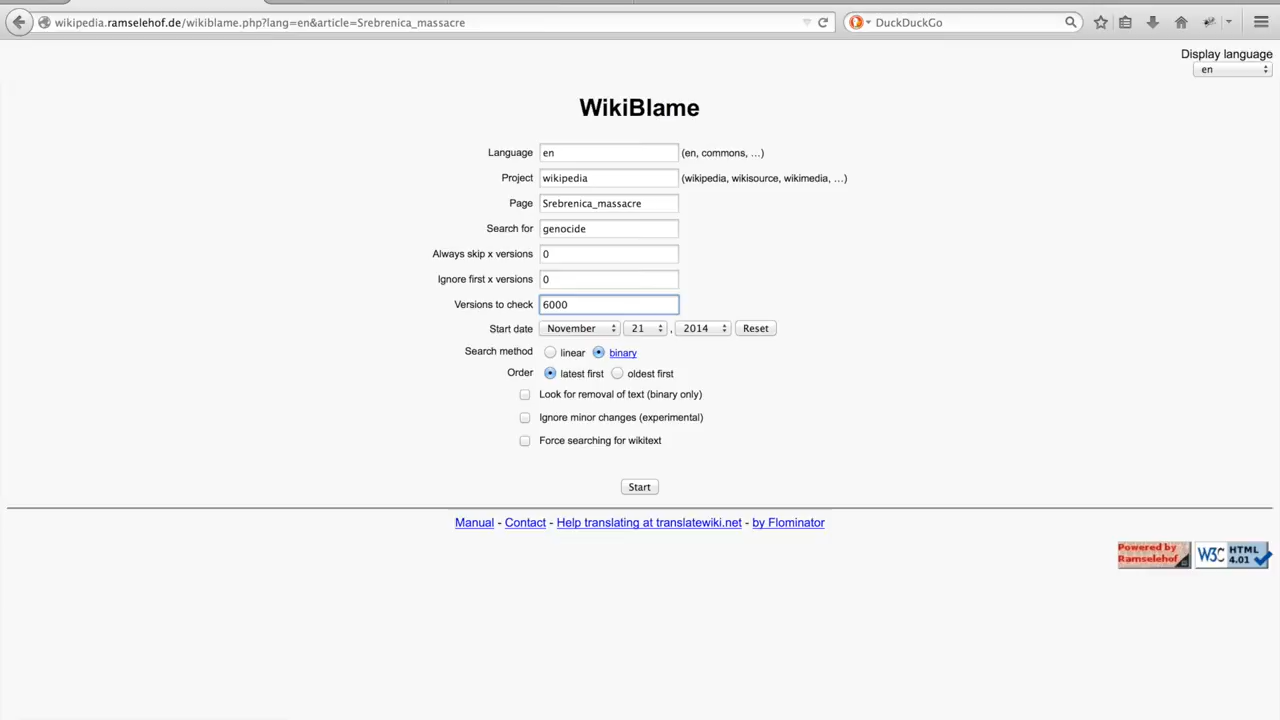 wikipedia.ramselehof.de/wikiblame.php?lang=en&article=Srebrenica_massacre
DuckDuckGo
Display language
en
WikiBlame
Language en (en, commons, …)
Project wikipedia (wikipedia, wikisource, wikimedia, …)
Page Srebrenica_massacre
Search for genocide
Always skip x versions 0
Ignore first x versions 0
Versions to check 6000
Start date November 21 , 2014 Reset
Search method linear binary
Order latest first oldest first
Look for removal of text (binary only)
Ignore minor changes (experimental)
Force searching for wikitext
Start
Manual - Contact - Help translating at translatewiki.net - by Flominator
Powered by
Ramselehof
W3C HTML
4.01